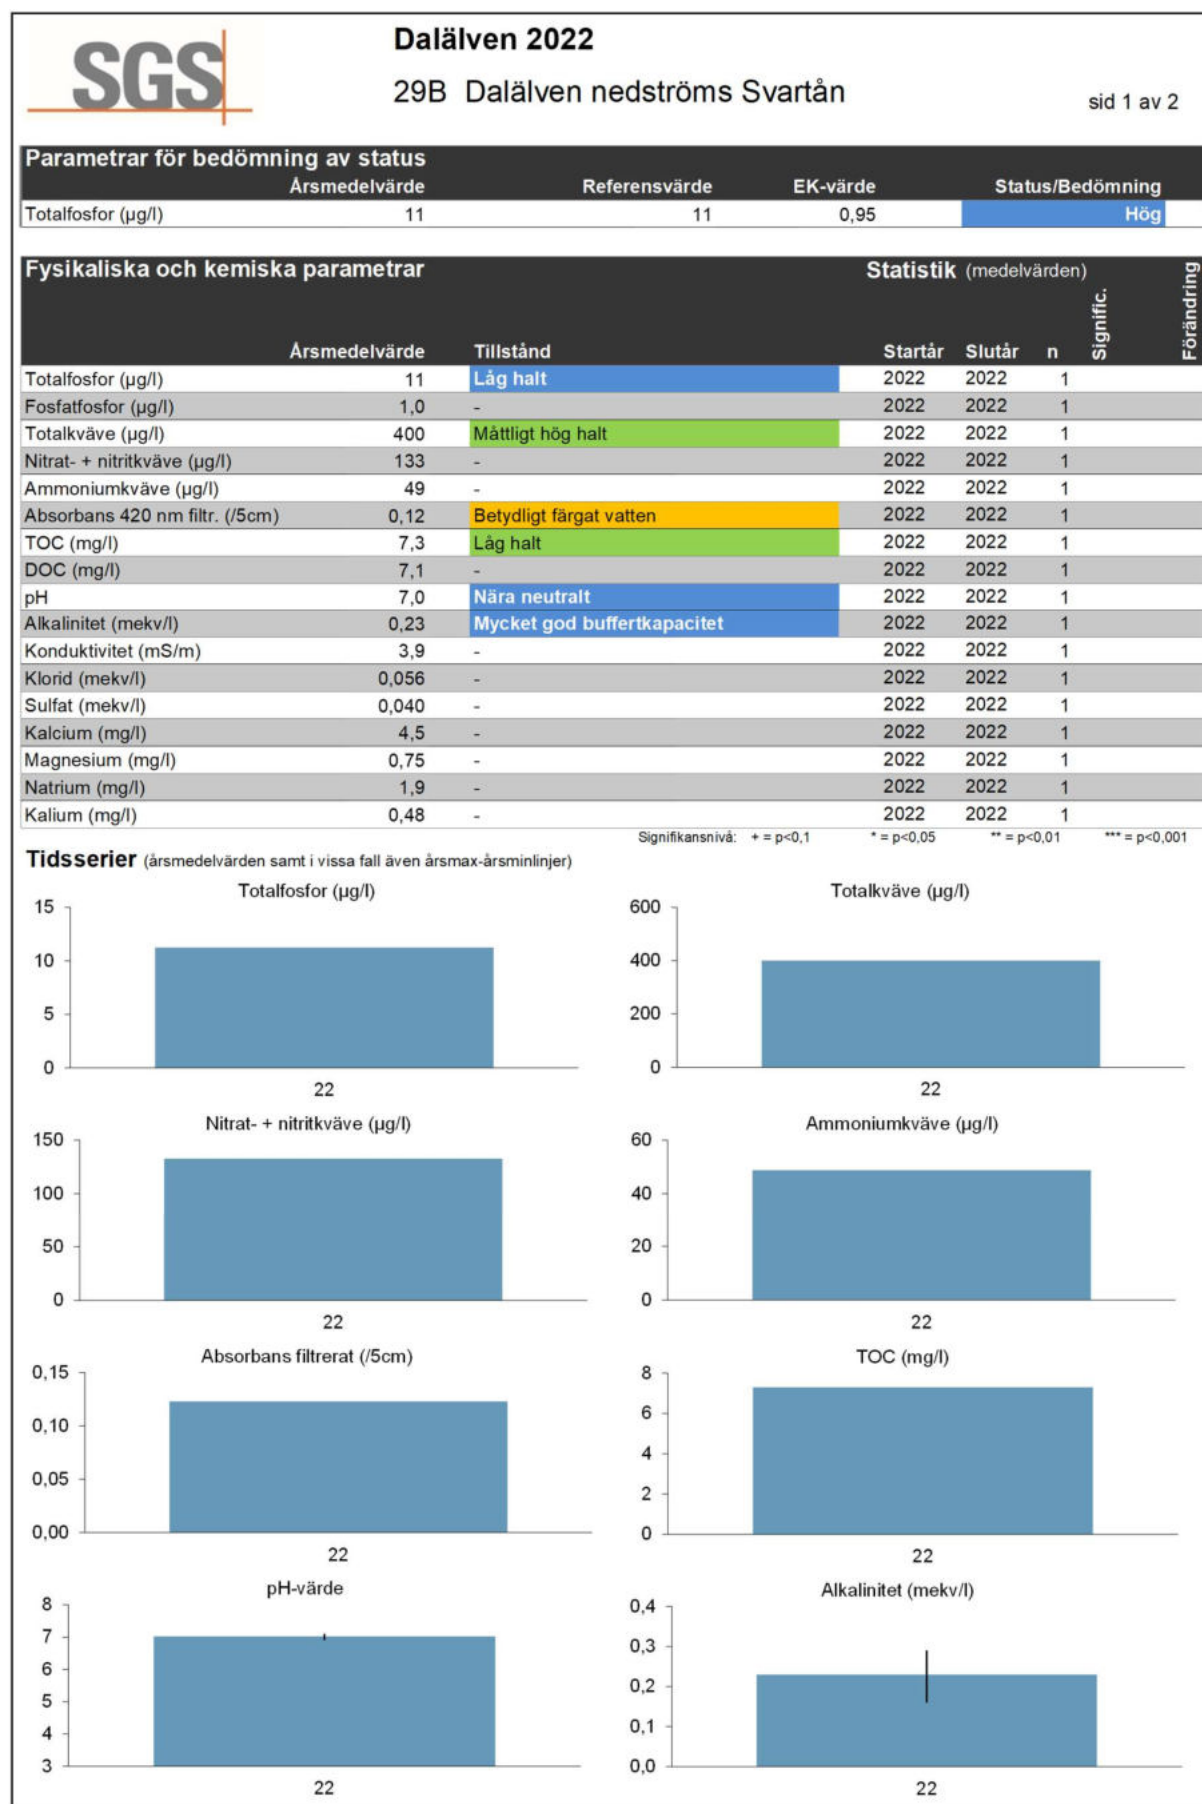 SGS
Dalälven 2022
29B Dalälven nedströms Svartån
sid 1 av 2
Parametrar för bedömning av status
Årsmedelvärde Referensvärde EK-värde Status/Bedömning
Totalfosfor (µg/l) 11 11 0,95 Hög
Fysikaliska och kemiska parametrar Statistik (medelvärden)
Årsmedelvärde Tillstånd Startår Slutår n Signific. Förändring
Totalfosfor (µg/l) 11 Låg halt 2022 2022 1
Fosfatfosfor (µg/l) 1,0 - 2022 2022 1
Totalkväve (µg/l) 400 Måttligt hög halt 2022 2022 1
Nitrat- + nitritkväve (µg/l) 133 - 2022 2022 1
Ammoniumkväve (µg/l) 49 - 2022 2022 1
Absorbans 420 nm filtr. (/5cm) 0,12 Betydligt färgat vatten 2022 2022 1
TOC (mg/l) 7,3 Låg halt 2022 2022 1
DOC (mg/l) 7,1 - 2022 2022 1
pH 7,0 Nära neutralt 2022 2022 1
Alkalinitet (mekv/l) 0,23 Mycket god buffertkapacitet 2022 2022 1
Konduktivitet (mS/m) 3,9 - 2022 2022 1
Klorid (mekv/l) 0,056 - 2022 2022 1
Sulfat (mekv/l) 0,040 - 2022 2022 1
Kalcium (mg/l) 4,5 - 2022 2022 1
Magnesium (mg/l) 0,75 - 2022 2022 1
Natrium (mg/l) 1,9 - 2022 2022 1
Kalium (mg/l) 0,48 - 2022 2022 1
Signifikansnivå: + = p<0,1 * = p<0,05 ** = p<0,01 *** = p<0,001
Tidsserier (årsmedelvärden samt i vissa fall även årsmax-årsminlinjer)
Totalfosfor (µg/l)
15
10
5
0
22
Totalkväve (µg/l)
600
400
200
0
22
Nitrat- + nitritkväve (µg/l)
150
100
50
0
22
Ammoniumkväve (µg/l)
60
40
20
0
22
Absorbans filtrerat (/5cm)
0,15
0,10
0,05
0,00
22
TOC (mg/l)
8
6
4
2
0
22
pH-värde
8
7
6
5
4
3
22
Alkalinitet (mekv/l)
0,4
0,3
0,2
0,1
0,0
22